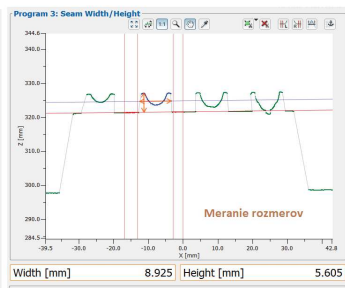 Program 3: Seam Width/Height
1:1
344.6
340.0
330.0
320.0
310.0
300.0
290.0
284.5
Z [mm]
-39.5 -30.0 -20.0 -10.0 0.0 10.0 20.0 30.0 42.8
X [mm]
Meranie rozmerov
Width [mm] 8.925 Height [mm] 5.605